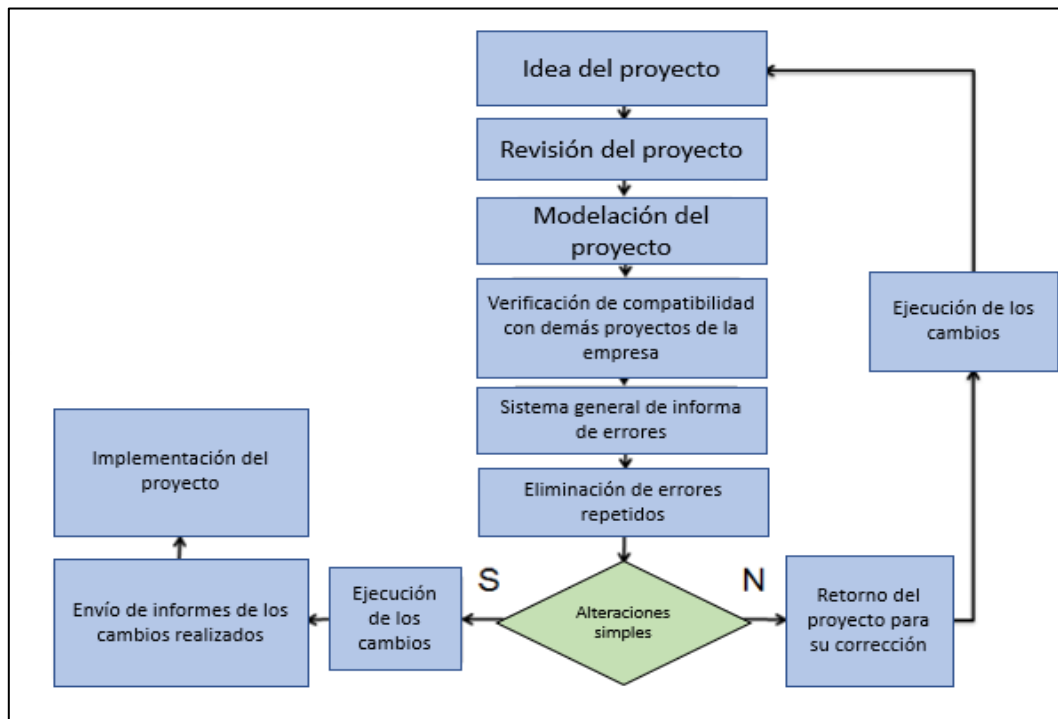 Idea del proyecto
Revisión del proyecto
Modelación del
proyecto
Verificación de compatibilidad
con demás proyectos de la
empresa
Sistema general de informa
de errores
Eliminación de errores
repetidos
Alteraciones
simples
S
Ejecución
de los
cambios
Envío de informes de los
cambios realizados
Implementación del
proyecto
N
Retorno del
proyecto para
su corrección
Ejecución de los
cambios